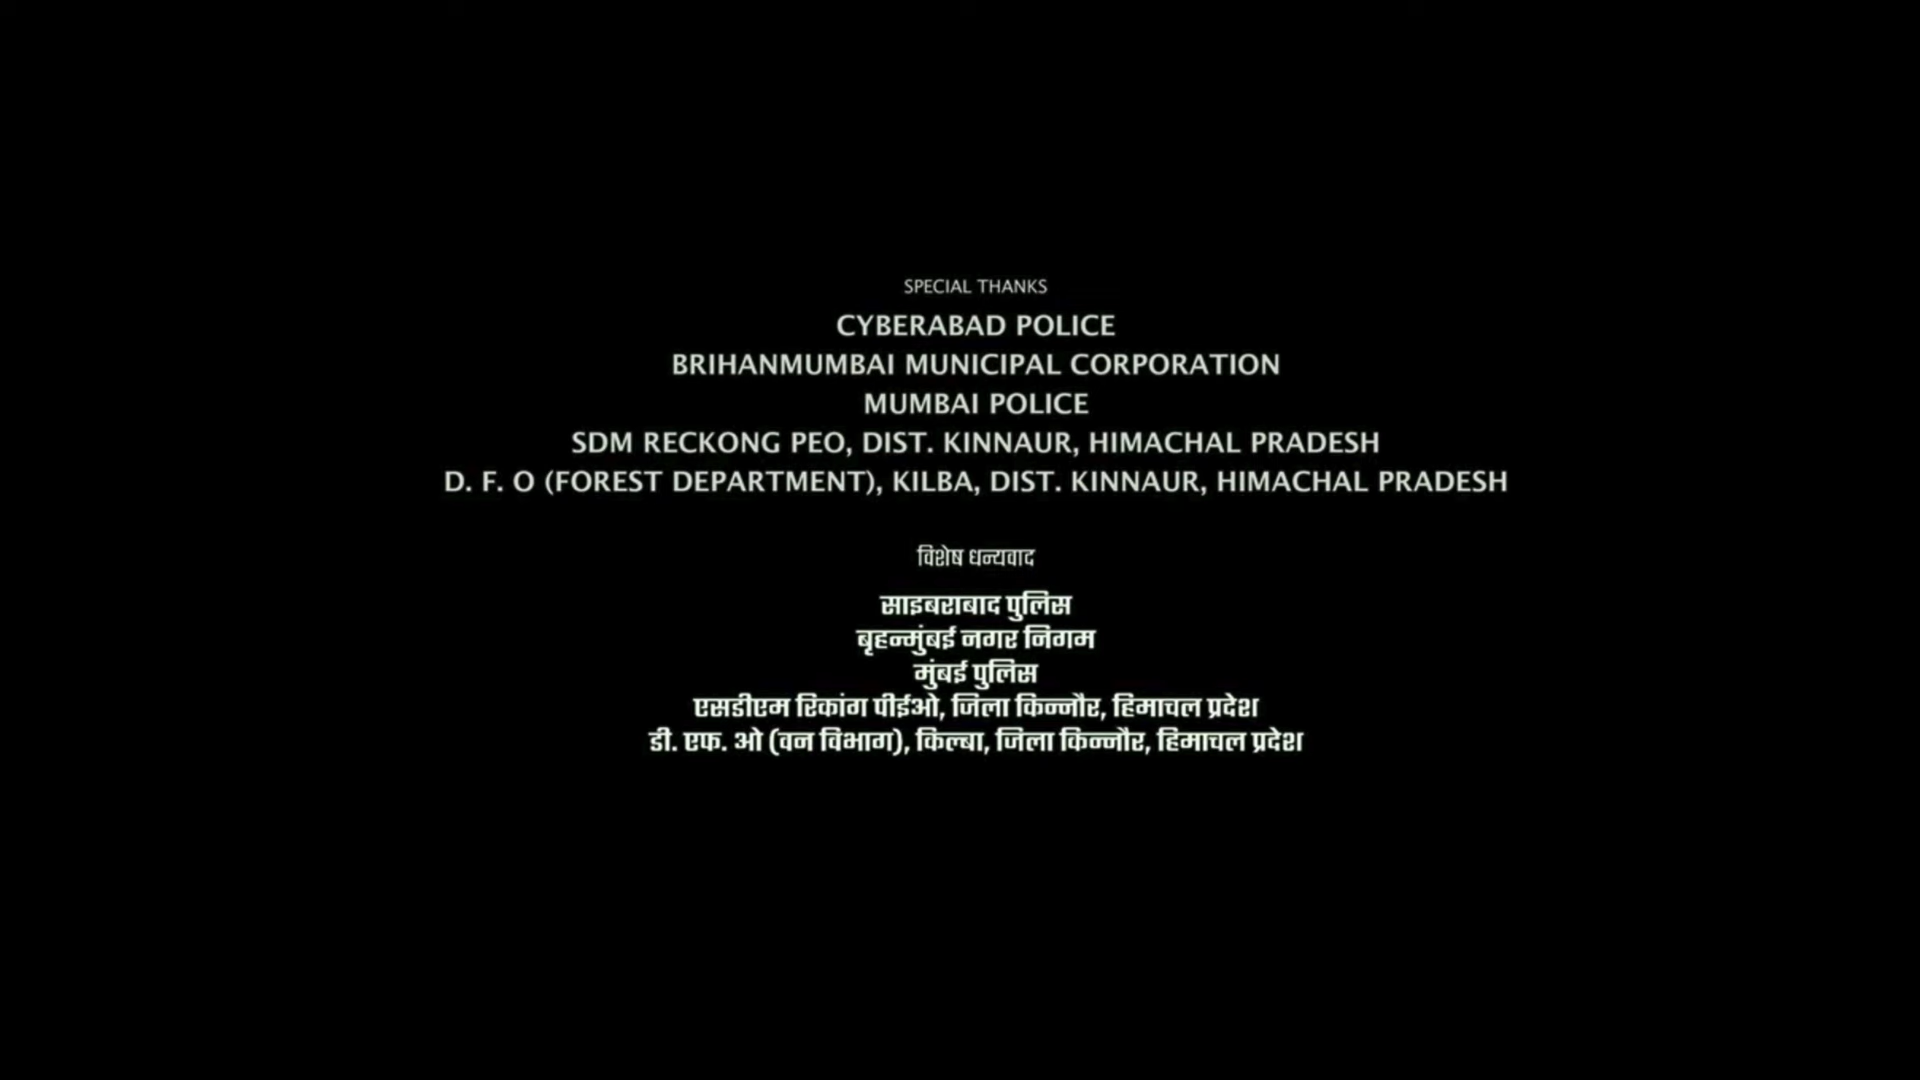 SPECIAL THANKS
CYBERABAD POLICE
BRIHANMUMBAI MUNICIPAL CORPORATION
MUMBAI POLICE
SDM RECKONG PEO, DIST. KINNAUR, HIMACHAL PRADESH
D. F. O (FOREST DEPARTMENT), KILBA, DIST. KINNAUR, HIMACHAL PRADESH
विशेष धन्यवाद
साइबराबाद पुलिस
बृहन्मुंबई नगर निगम
मुंबई पुलिस
एसडीएम रिकांग पीईओ, जिला किन्नौर, हिमाचल प्रदेश
डी. एफ. ओ (वन विभाग), किल्बा, जिला किन्नौर, हिमाचल प्रदेश